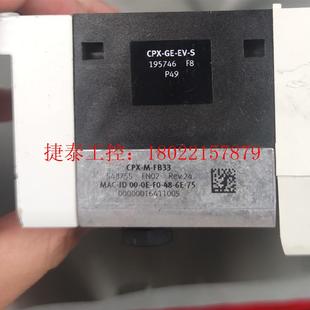 CPX-GE-EV-S
195746 F8
P49
捷泰工控：18022157879
CPX-M-FB33
548755 EN02 Rev 24
MAC-ID 00-0E-F0-48-6E-75
00000016411005